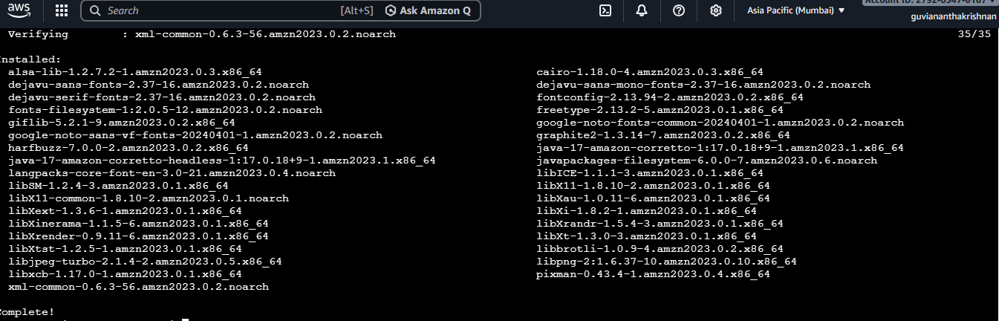 aws
Search [Alt+S] Ask Amazon Q Asia Pacific (Mumbai) ▼
Account ID: 2792-0547-6167
guviananthakrishnan
Verifying : xml-common-0.6.3-56.amzn2023.0.2.noarch 35/35
Installed:
alsa-lib-1.2.7.2-1.amzn2023.0.3.x86_64 cairo-1.18.0-4.amzn2023.0.3.x86_64
dejavu-sans-fonts-2.37-16.amzn2023.0.2.noarch dejavu-sans-mono-fonts-2.37-16.amzn2023.0.2.noarch
dejavu-serif-fonts-2.37-16.amzn2023.0.2.noarch fontconfig-2.13.94-2.amzn2023.0.2.x86_64
fonts-filesystem-1:2.0.5-12.amzn2023.0.2.noarch freetype-2.13.2-5.amzn2023.0.1.x86_64
giflib-5.2.1-9.amzn2023.0.2.x86_64 google-noto-fonts-common-20240401-1.amzn2023.0.2.noarch
google-noto-sans-vf-fonts-20240401-1.amzn2023.0.2.noarch graphite2-1.3.14-7.amzn2023.0.2.x86_64
harfbuzz-7.0.0-2.amzn2023.0.2.x86_64 java-17-amazon-corretto-1:17.0.18+9-1.amzn2023.1.x86_64
java-17-amazon-corretto-headless-1:17.0.18+9-1.amzn2023.1.x86_64 javapackages-filesystem-6.0.0-7.amzn2023.0.6.noarch
langpacks-core-font-en-3.0-21.amzn2023.0.4.noarch libICE-1.1.1-3.amzn2023.0.1.x86_64
libSM-1.2.4-3.amzn2023.0.1.x86_64 libX11-1.8.10-2.amzn2023.0.1.x86_64
libX11-common-1.8.10-2.amzn2023.0.1.noarch libXau-1.0.11-6.amzn2023.0.1.x86_64
libXext-1.3.6-1.amzn2023.0.1.x86_64 libXi-1.8.2-1.amzn2023.0.1.x86_64
libXinerama-1.1.5-6.amzn2023.0.1.x86_64 libXrandr-1.5.4-3.amzn2023.0.1.x86_64
libXrender-0.9.11-6.amzn2023.0.1.x86_64 libXt-1.3.0-3.amzn2023.0.1.x86_64
libXtst-1.2.5-1.amzn2023.0.1.x86_64 libbrotli-1.0.9-4.amzn2023.0.2.x86_64
libjpeg-turbo-2.1.4-2.amzn2023.0.5.x86_64 libpng-2:1.6.37-10.amzn2023.0.10.x86_64
libxcb-1.17.0-1.amzn2023.0.1.x86_64 pixman-0.43.4-1.amzn2023.0.4.x86_64
xml-common-0.6.3-56.amzn2023.0.2.noarch
Complete!